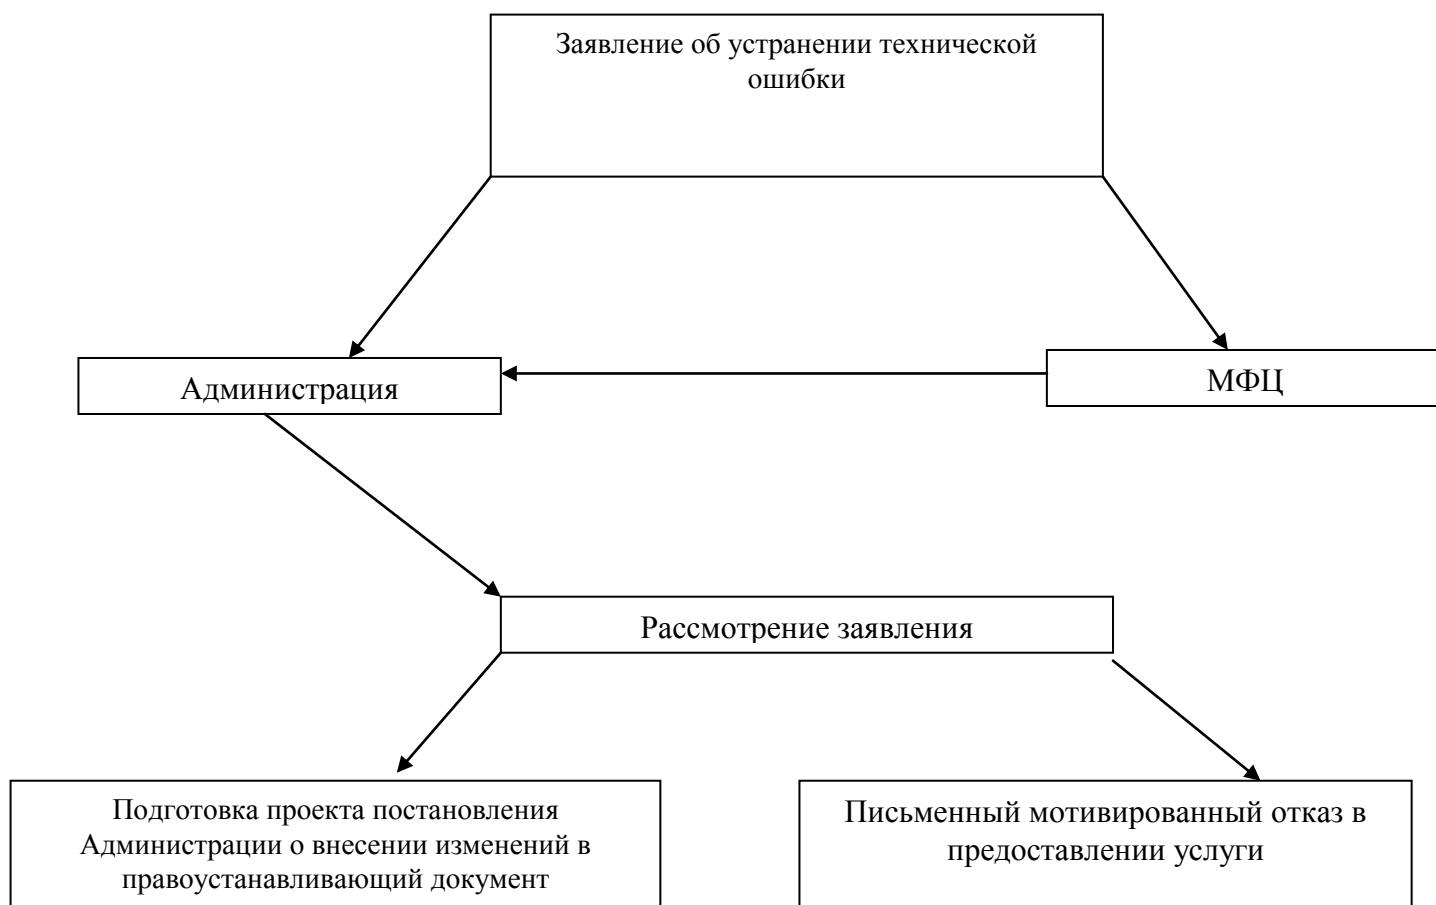 Заявление об устранении технической
ошибки
Администрация
МФЦ
Рассмотрение заявления
Подготовка проекта постановления
Администрации о внесении изменений в
правоустанавливающий документ
Письменный мотивированный отказ в
предоставлении услуги